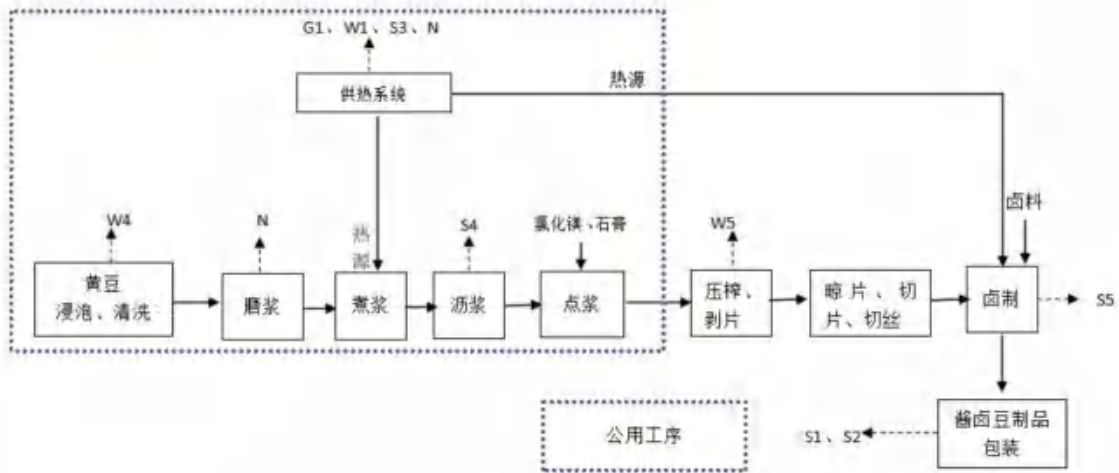 G1、W1、S3、N
供热系统
热源
W4
N
热
源
S4
氯化镁、石膏
W5
卤料
黄豆
浸泡、清洗
磨浆
煮浆
沥浆
点浆
压榨、
剥片
晾片、切
片、切丝
卤制
S5
公用工序
S1、S2
酱卤豆制品
包装